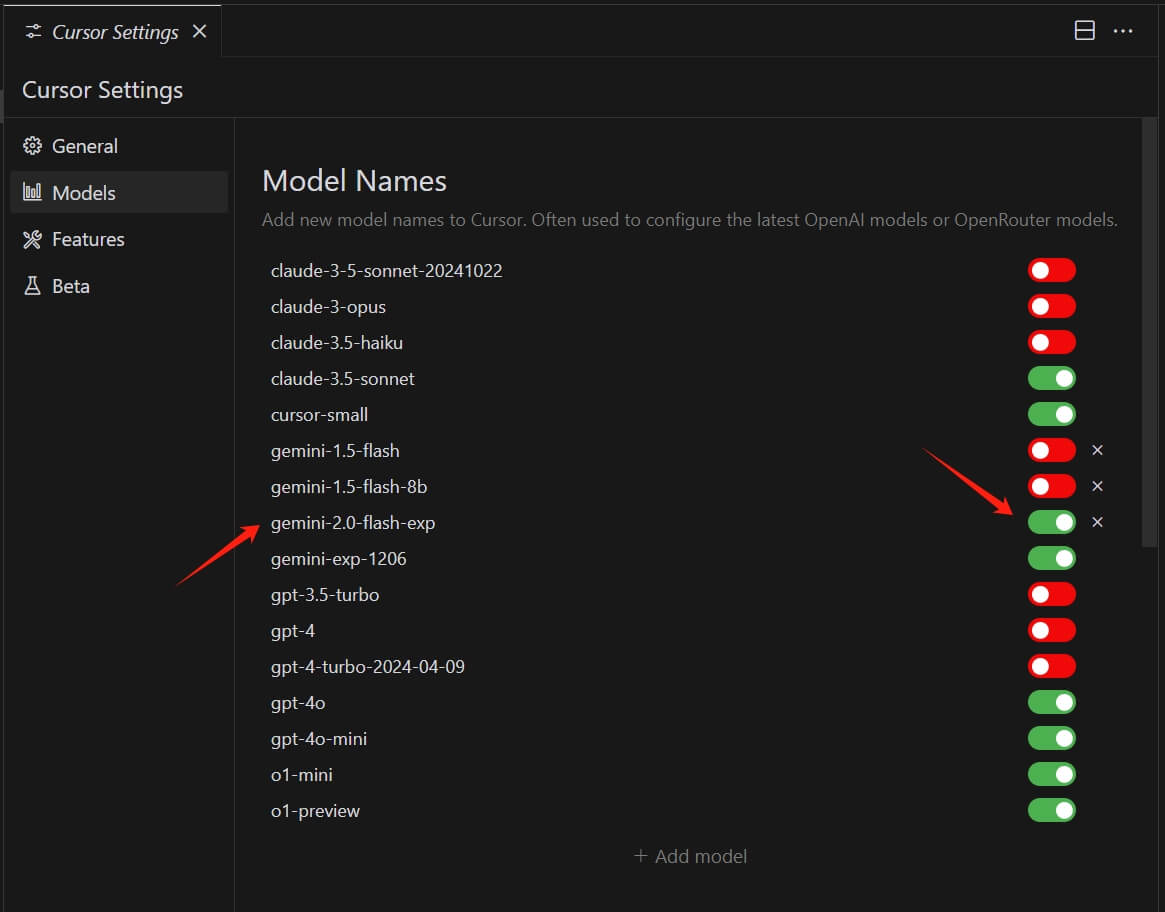 Cursor Settings
Cursor Settings
General
Models
Features
Beta
Model Names
Add new model names to Cursor. Often used to configure the latest OpenAI models or OpenRouter models.
claude-3-5-sonnet-20241022
claude-3-opus
claude-3.5-haiku
claude-3.5-sonnet
cursor-small
gemini-1.5-flash
gemini-1.5-flash-8b
gemini-2.0-flash-exp
gemini-exp-1206
gpt-3.5-turbo
gpt-4
gpt-4-turbo-2024-04-09
gpt-4o
gpt-4o-mini
o1-mini
o1-preview
+ Add model